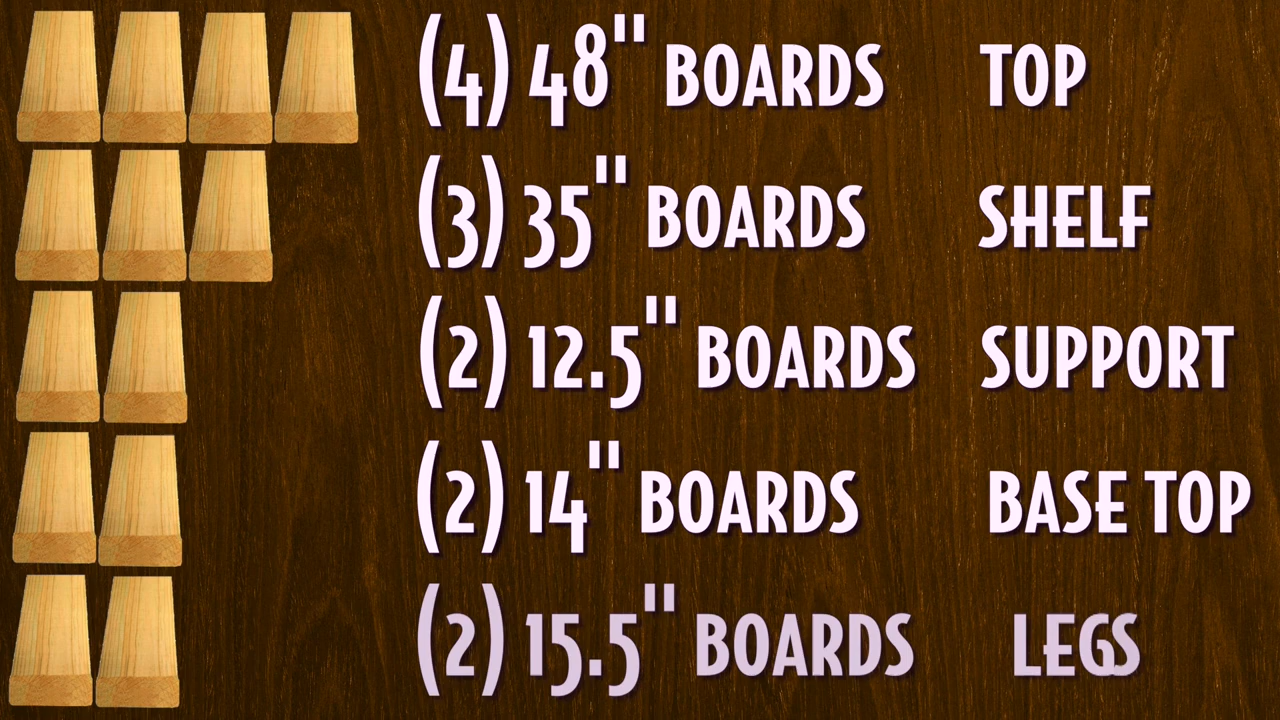 (4) 48" BOARDS TOP
(3) 35" BOARDS SHELF
(2) 12.5" BOARDS SUPPORT
(2) 14" BOARDS BASE TOP
(2) 15.5" BOARDS LEGS